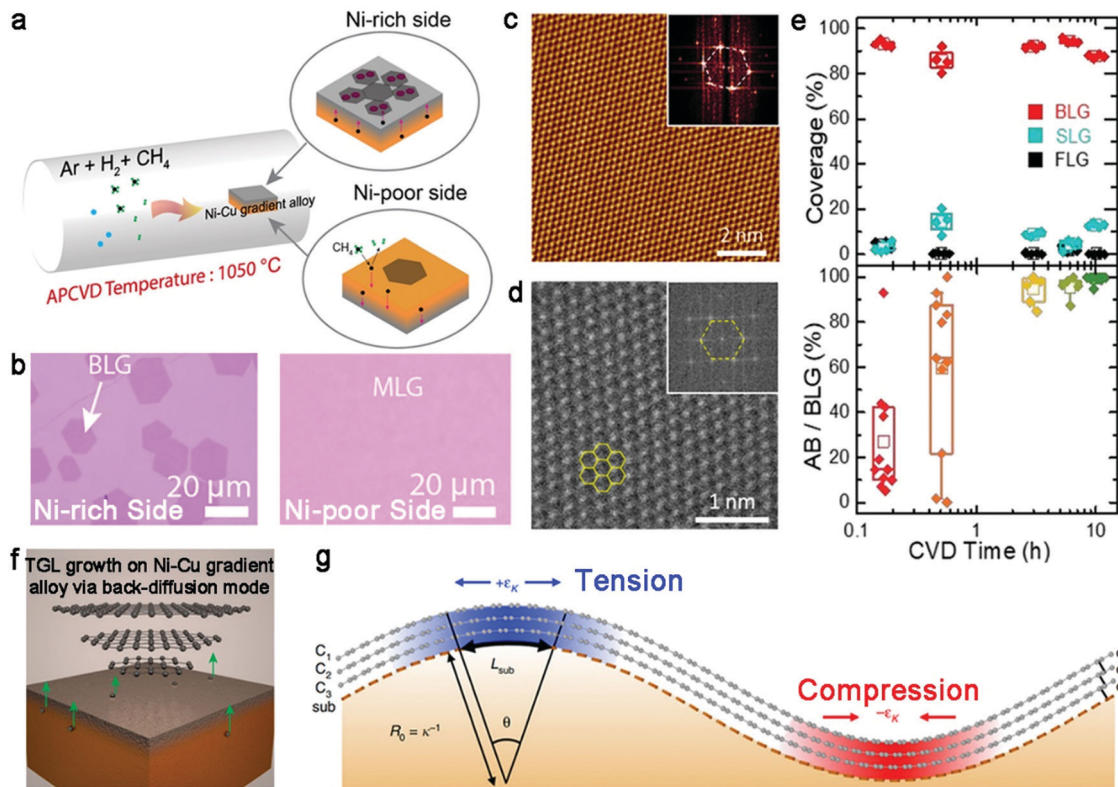 a
Ni-rich side
Ar + H₂+ CH₄
Ni-Cu gradient alloy
Ni-poor side
CH₄
APCVD Temperature : 1050 °C
b
BLG
20 μm
Ni-rich Side
MLG
20 μm
Ni-poor Side
c
2 nm
d
1 nm
e
Coverage (%)
100
80
60
40
20
0
BLG
SLG
FLG
AB / BLG (%)
100
80
60
40
20
0
0.1
1
10
CVD Time (h)
f
TGL growth on Ni-Cu gradient
alloy via back-diffusion mode
g
+εκ
Tension
C₁
C₂
C₃
sub
Lsub
R₀ = κ⁻¹
θ
Compression
−εκ